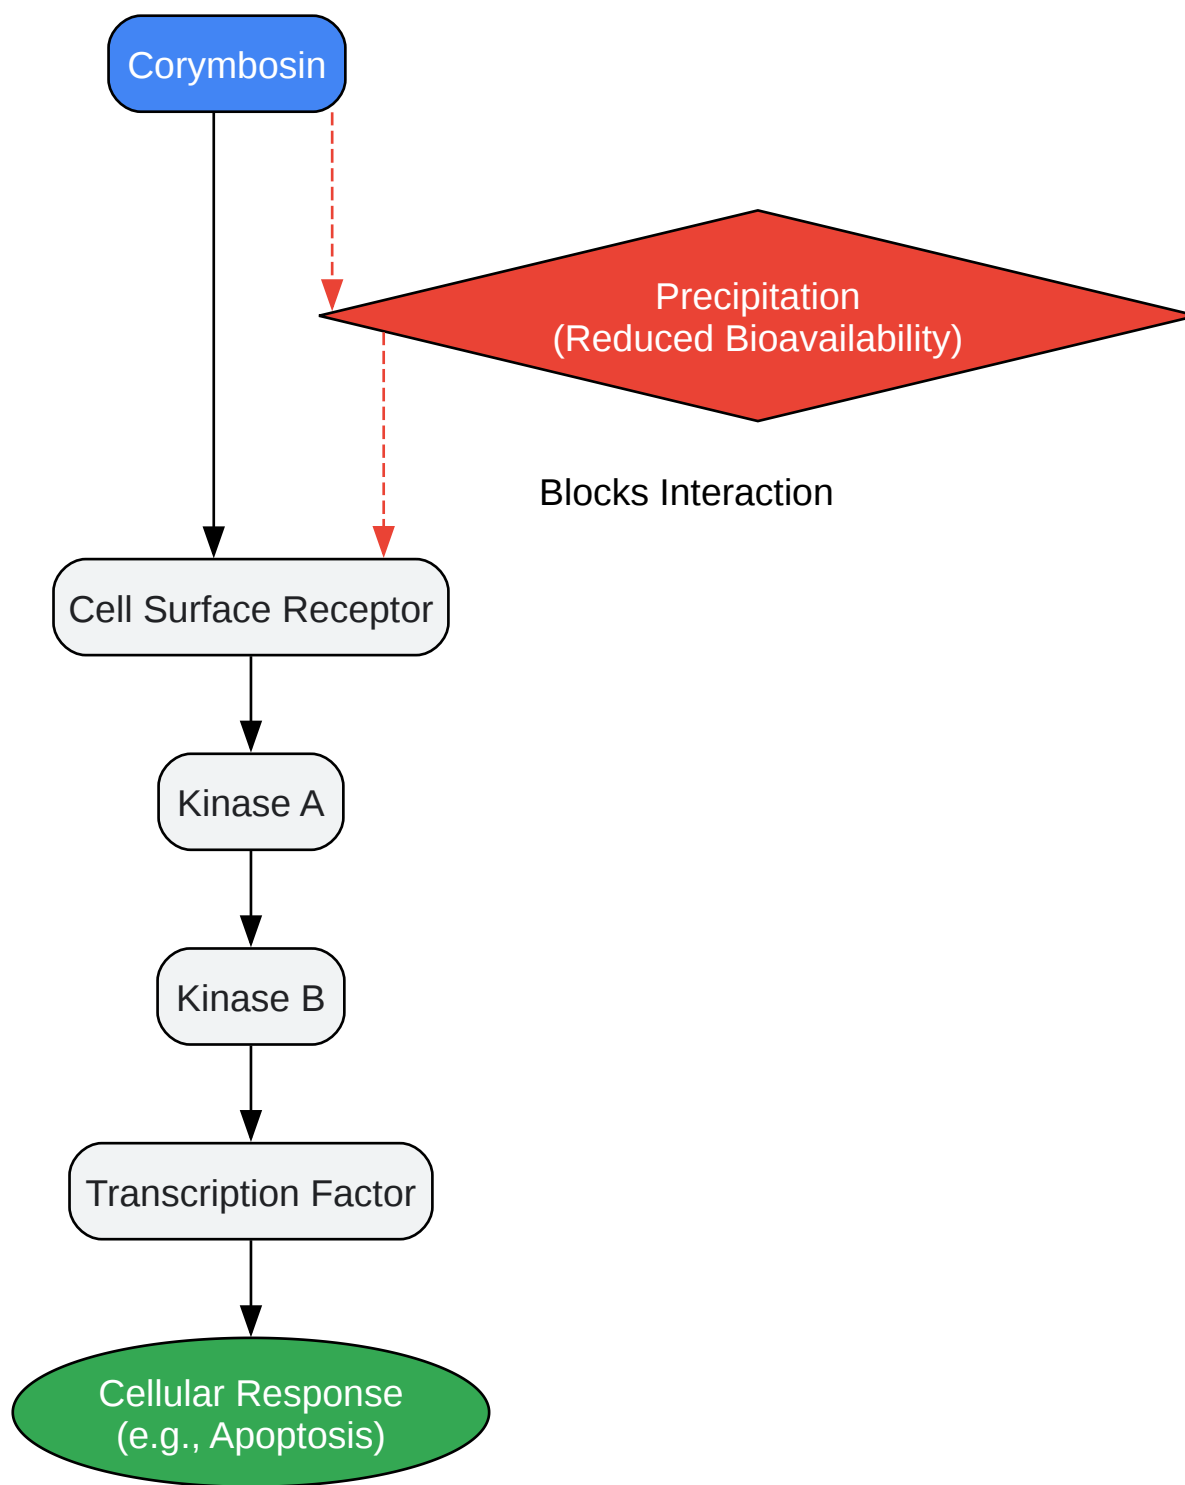 Corymbosin
Precipitation
(Reduced Bioavailability)
Blocks Interaction
Cell Surface Receptor
Kinase A
Kinase B
Transcription Factor
Cellular Response
(e.g., Apoptosis)